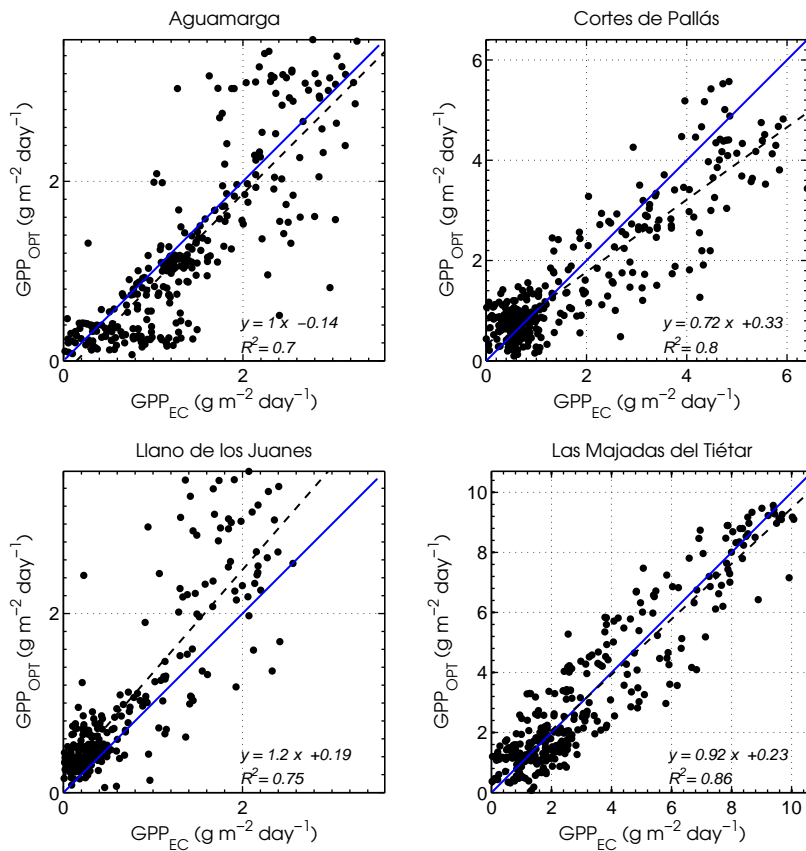 Aguamarga
GPP_OPT (g m⁻² day⁻¹)
2
0
y = 1 x −0.14
R²= 0.7
0 2
GPP_EC (g m⁻² day⁻¹)
Cortes de Pallás
GPP_OPT (g m⁻² day⁻¹)
6
4
2
0
y = 0.72 x +0.33
R²= 0.8
0 2 4 6
GPP_EC (g m⁻² day⁻¹)
Llano de los Juanes
GPP_OPT (g m⁻² day⁻¹)
2
0
y = 1.2 x +0.19
R²= 0.75
0 2
GPP_EC (g m⁻² day⁻¹)
Las Majadas del Tiétar
GPP_OPT (g m⁻² day⁻¹)
10
8
6
4
2
0
y = 0.92 x +0.23
R²= 0.86
0 2 4 6 8 10
GPP_EC (g m⁻² day⁻¹)